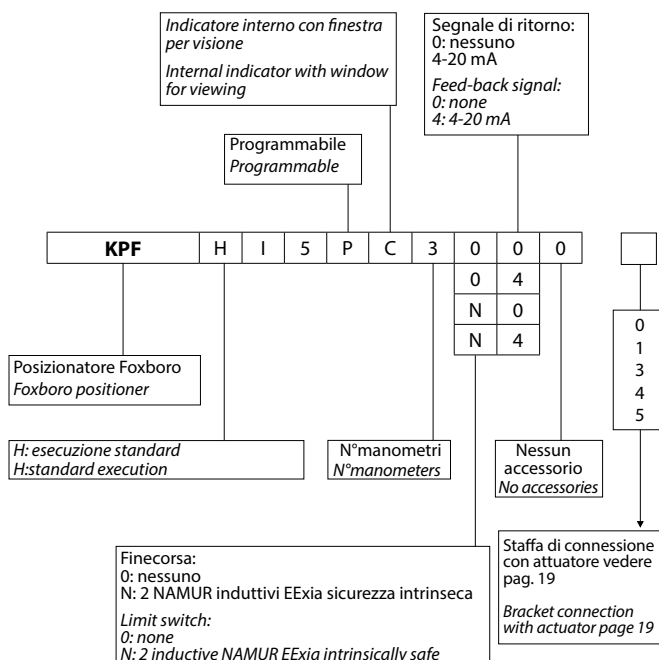 Indicatore interno con finestra
per visione
Internal indicator with window
for viewing
Segnale di ritorno:
0: nessuno
4-20 mA
Feed-back signal:
0: none
4: 4-20 mA
Programmabile
Programmable
KPF H I 5 P C 3 0 0 0
0 4
N 0
N 4
0
1
3
4
5
Posizionatore Foxboro
Foxboro positioner
H: esecuzione standard
H:standard execution
N°manometri
N°manometers
Nessun
accessorio
No accessories
Finecorsa:
0: nessuno
N: 2 NAMUR induttivi EExia sicurezza intrinseca
Limit switch:
0: none
N: 2 inductive NAMUR EExia intrinsically safe
Staffa di connessione
con attuatore vedere
pag. 19
Bracket connection
with actuator page 19